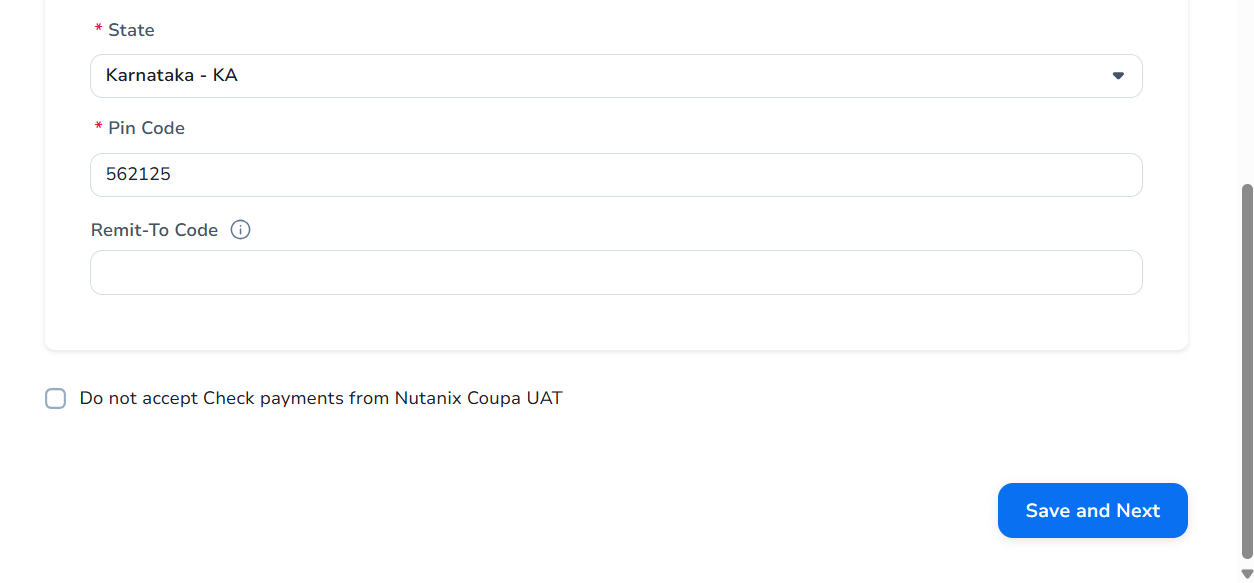 * State
Karnataka - KA
* Pin Code
562125
Remit-To Code
Do not accept Check payments from Nutanix Coupa UAT
Save and Next